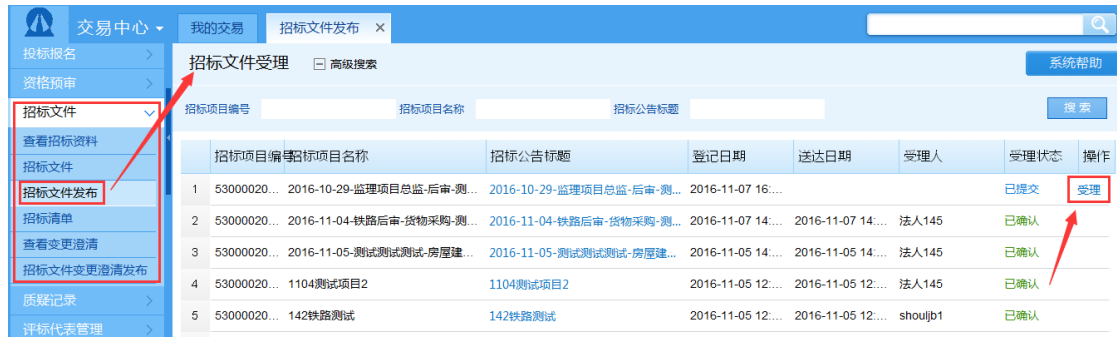 交易中心
我的交易
招标文件发布 ×
投标报名
资格预审
招标文件
查看招标资料
招标文件
招标文件发布
招标清单
查看变更澄清
招标文件变更澄清发布
质疑记录
评标代表管理
招标文件受理
高级搜索
系统帮助
招标项目编号
招标项目名称
招标公告标题
搜索
招标项目编号 招标项目名称 招标公告标题 登记日期 送达日期 受理人 受理状态 操作
1 53000020... 2016-10-29-监理项目总监-后审-测... 2016-10-29-监理项目总监-后审-测... 2016-11-07 16:... 已提交 受理
2 53000020... 2016-11-04-铁路后审-货物采购-测... 2016-11-04-铁路后审-货物采购-测... 2016-11-07 14:... 2016-11-07 14:... 法人145 已确认
3 53000020... 2016-11-05-测试测试测试-房屋建... 2016-11-05-测试测试测试-房屋建... 2016-11-05 14:... 2016-11-05 14:... 法人145 已确认
4 53000020... 1104测试项目2 1104测试项目2 2016-11-05 12:... 2016-11-05 12:... 法人145 已确认
5 53000020... 142铁路测试 142铁路测试 2016-11-05 12:... 2016-11-05 12:... shouljb1 已确认